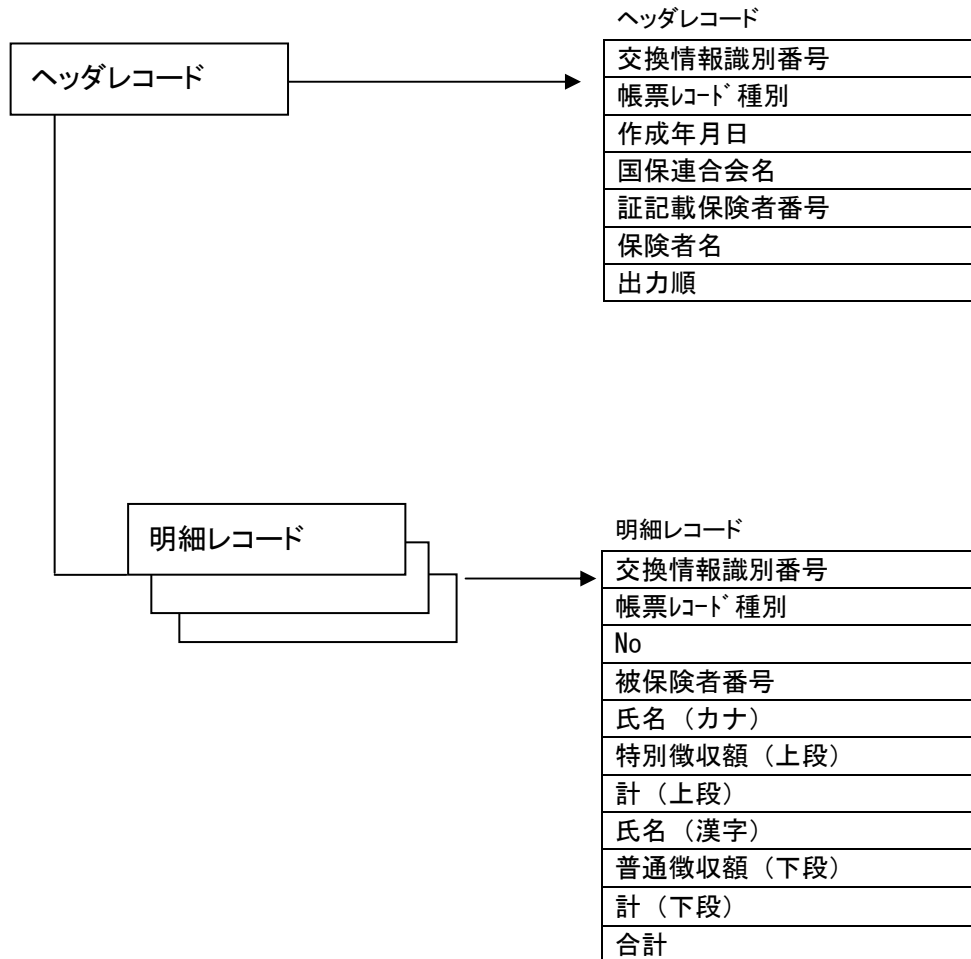 ヘッダレコード
ヘッダレコード
交換情報識別番号
帳票ﾚｺｰﾄﾞ種別
作成年月日
国保連合会名
証記載保険者番号
保険者名
出力順
明細レコード
明細レコード
交換情報識別番号
帳票ﾚｺｰﾄﾞ種別
No
被保険者番号
氏名（カナ）
特別徴収額（上段）
計（上段）
氏名（漢字）
普通徴収額（下段）
計（下段）
合計